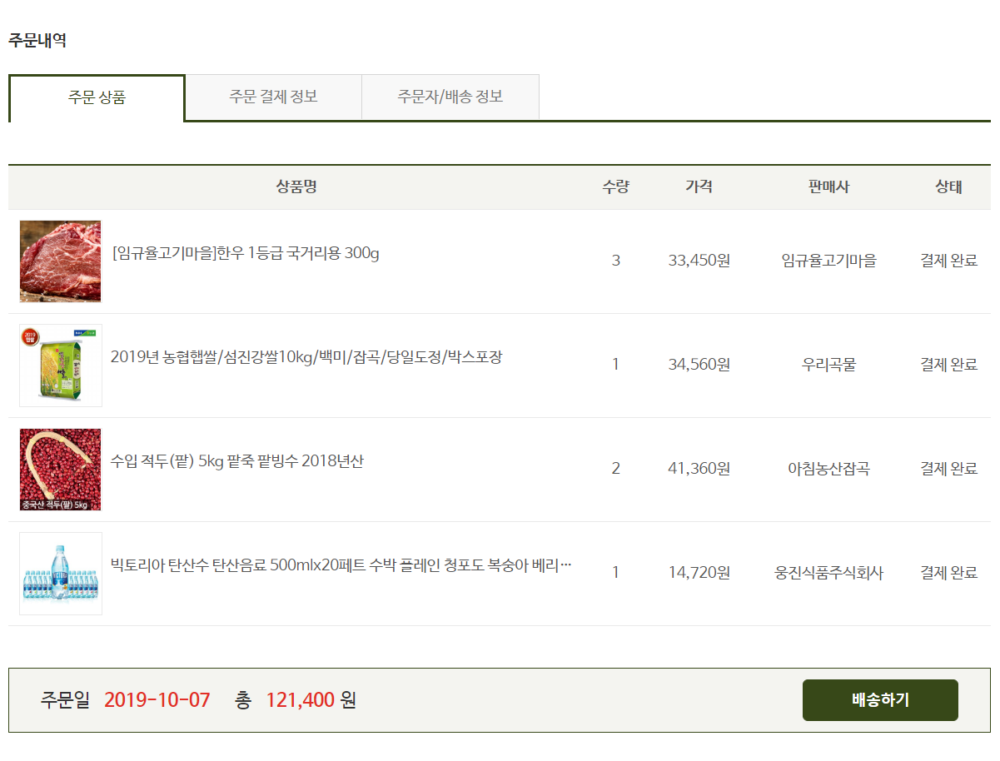 주문내역
주문 상품 주문 결제 정보 주문자/배송 정보
상품명 수량 가격 판매사 상태
[임규율고기마을]한우 1등급 국거리용 300g 3 33,450원 임규율고기마을 결제 완료
2019
햅쌀
2019년 농협햅쌀/섬진강쌀10kg/백미/잡곡/당일도정/박스포장 1 34,560원 우리곡물 결제 완료
수입 적두(팥) 5kg 팥죽 팥빙수 2018년산 2 41,360원 아침농산잡곡 결제 완료
중국산 적두(팥) 5kg
빅토리아 탄산수 탄산음료 500mlx20페트 수박 플레인 청포도 복숭아 베리… 1 14,720원 웅진식품주식회사 결제 완료
주문일 2019-10-07 총 121,400 원 배송하기